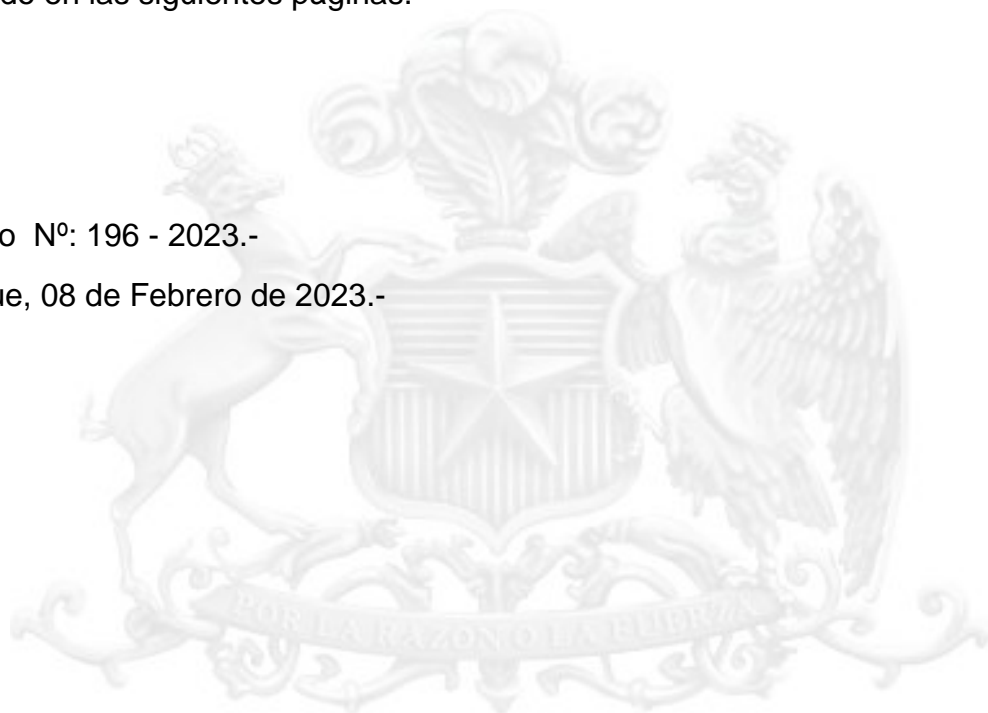 do en las siguientes páginas.
o Nº: 196 - 2023.-
ue, 08 de Febrero de 2023.-
POR LA RAZON O LA FUERZA